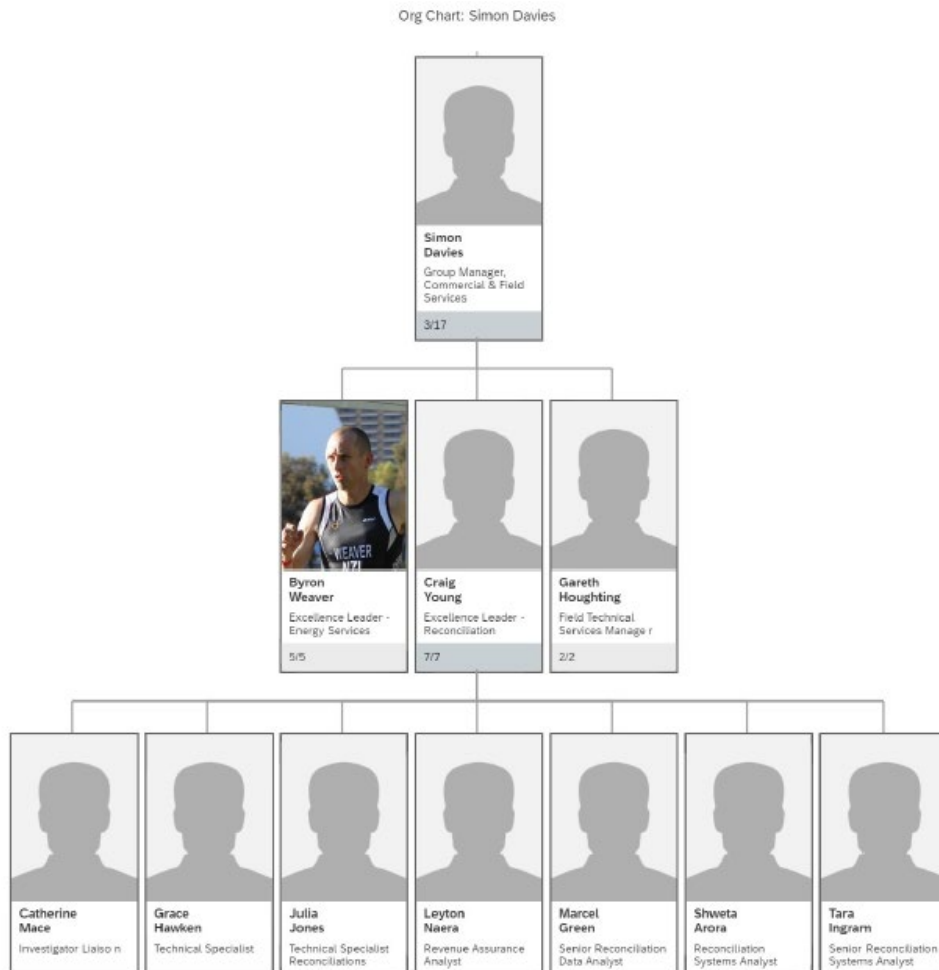 Org Chart: Simon Davies
Simon
Davies
Group Manager,
Commercial & Field
Services
3/17
WEAVER
NZL
Byron
Weaver
Excellence Leader -
Energy Services
5/5
Craig
Young
Excellence Leader -
Reconciliation
7/7
Gareth
Houghting
Field Technical
Services Manage r
2/2
Catherine
Mace
Investigator Liaiso n
Grace
Hawken
Technical Specialist
Julia
Jones
Technical Specialist
Reconciliations
Leyton
Naera
Revenue Assurance
Analyst
Marcel
Green
Senior Reconciliation
Data Analyst
Shweta
Arora
Reconciliation
Systems Analyst
Tara
Ingram
Senior Reconciliation
Systems Analyst